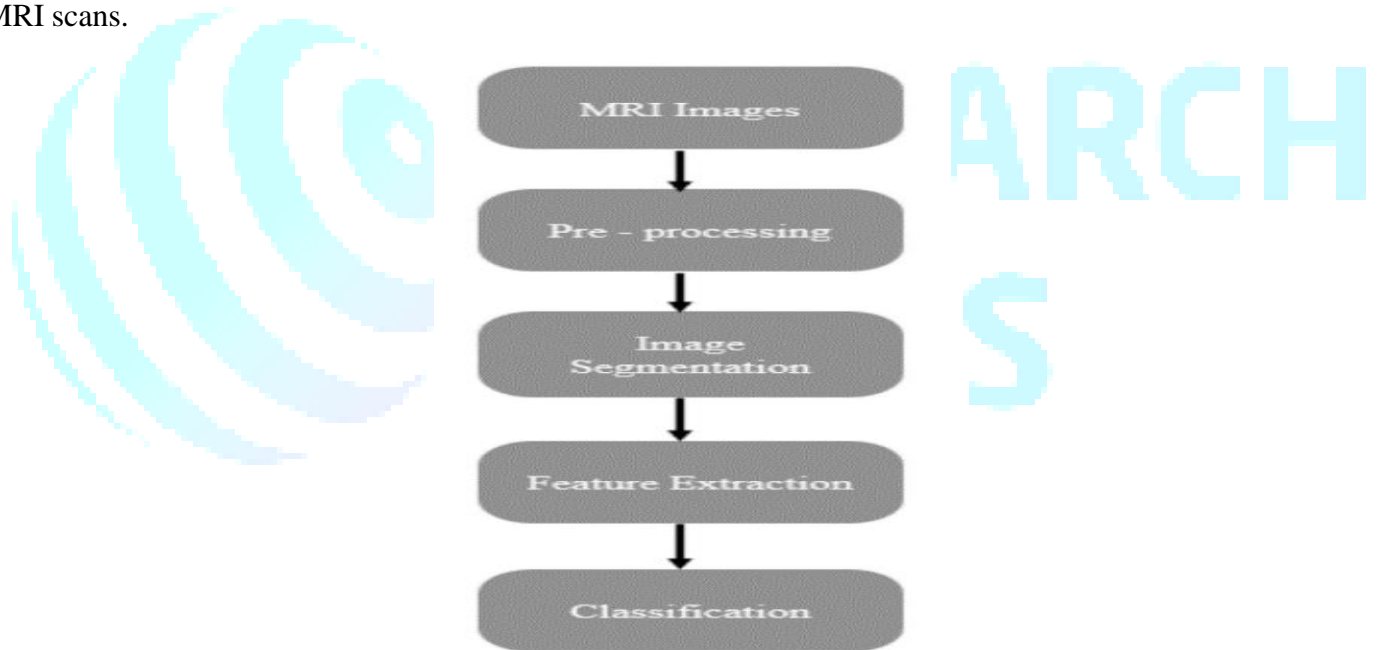 MRI scans.
MRI Images
ARCH
Pre - processing
Image
Segmentation
S
Feature Extraction
Classification